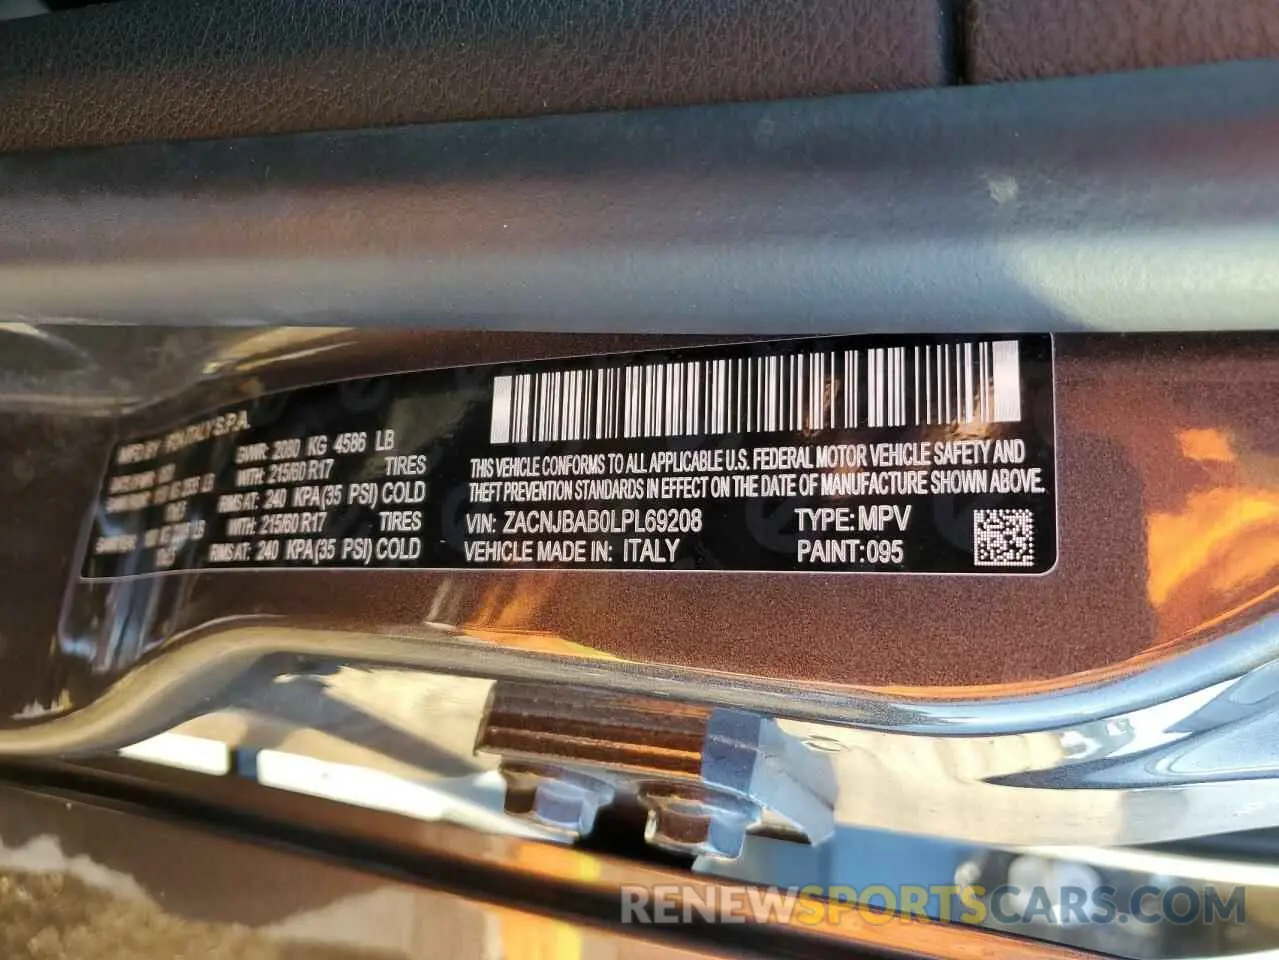 MFD BY
GVWR: 2080 KG 4586 LB
WITH: 215/60 R17 TIRES
RIMS AT: 240 KPA(35 PSI) COLD
WITH: 215/60 R17 TIRES
RIMS AT: 240 KPA(35 PSI) COLD
THIS VEHICLE CONFORMS TO ALL APPLICABLE U.S. FEDERAL MOTOR VEHICLE SAFETY AND
THEFT PREVENTION STANDARDS IN EFFECT ON THE DATE OF MANUFACTURE SHOWN ABOVE.
VIN: ZACNJBAB0LPL69208 TYPE: MPV
VEHICLE MADE IN: ITALY PAINT: 095
RENEWSPORTSCARS.COM